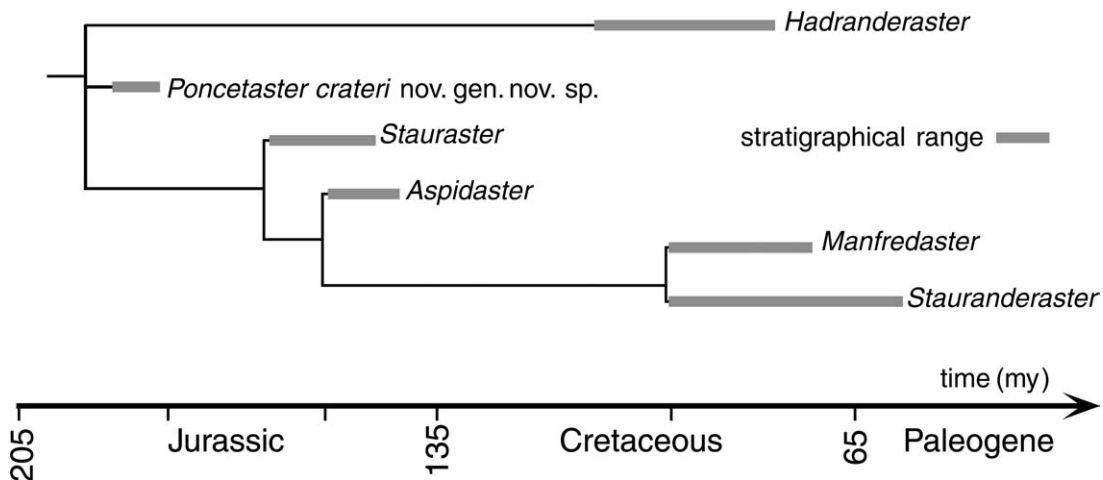 Hadranderaster
Poncetaster crateri nov. gen. nov. sp.
Stauraster
stratigraphical range
Aspidaster
Manfredaster
Stauranderaster
time (my)
205
Jurassic
135
Cretaceous
65
Paleogene